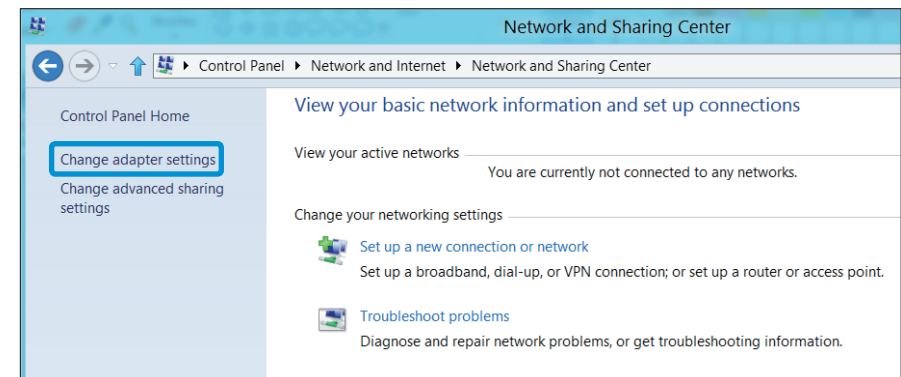 Network and Sharing Center
Control Panel ▸ Network and Internet ▸ Network and Sharing Center
Control Panel Home
Change adapter settings
Change advanced sharing
settings
View your basic network information and set up connections
View your active networks
You are currently not connected to any networks.
Change your networking settings
Set up a new connection or network
Set up a broadband, dial-up, or VPN connection; or set up a router or access point.
Troubleshoot problems
Diagnose and repair network problems, or get troubleshooting information.